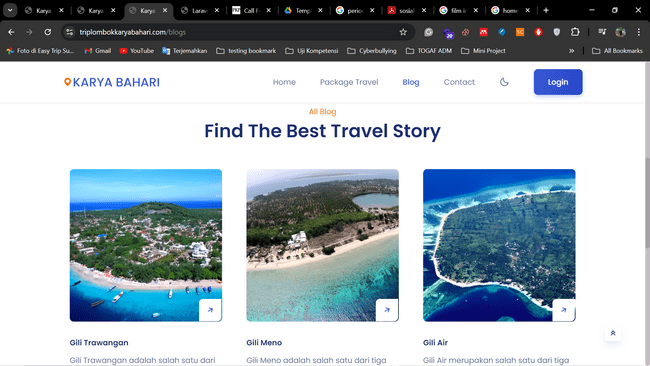 Karya
Karya
Karya
Larave
Call F
Temp
perio
sosial
film i
home
triplombokkaryabahari.com/blogs
Foto di Easy Trip Su...
Gmail
YouTube
Terjemahkan
testing bookmark
Uji Kompetensi
Cyberbullying
TOGAF ADM
Mini Project
All Bookmarks
KARYA BAHARI
Home
Package Travel
Blog
Contact
Login
All Blog
Find The Best Travel Story
Gili Trawangan
Gili Meno
Gili Air
Gili Trawangan adalah salah satu dari
Gili Meno adalah salah satu dari tiga
Gili Air merupakan salah satu dari